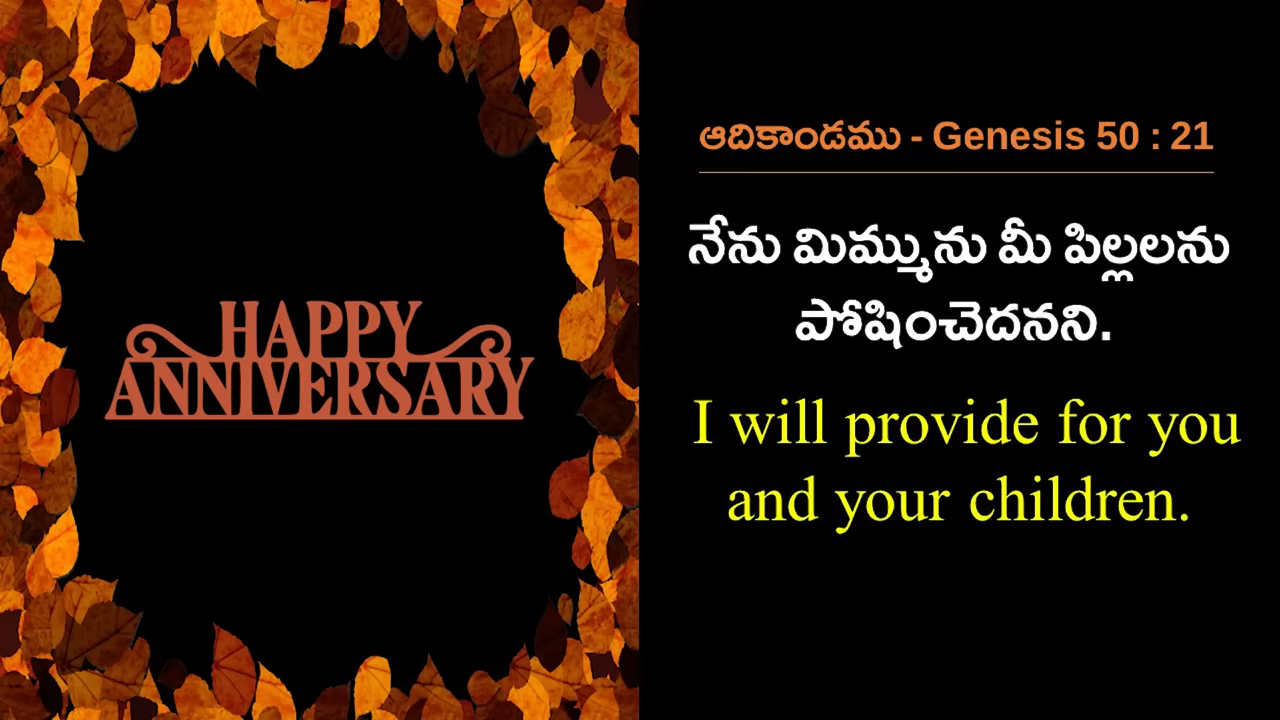 HAPPY
ANNIVERSARY
ఆదికాండము - Genesis 50 : 21
నేను మిమ్మును మీ పిల్లలను
పోషించెదనని.
I will provide for you
and your children.